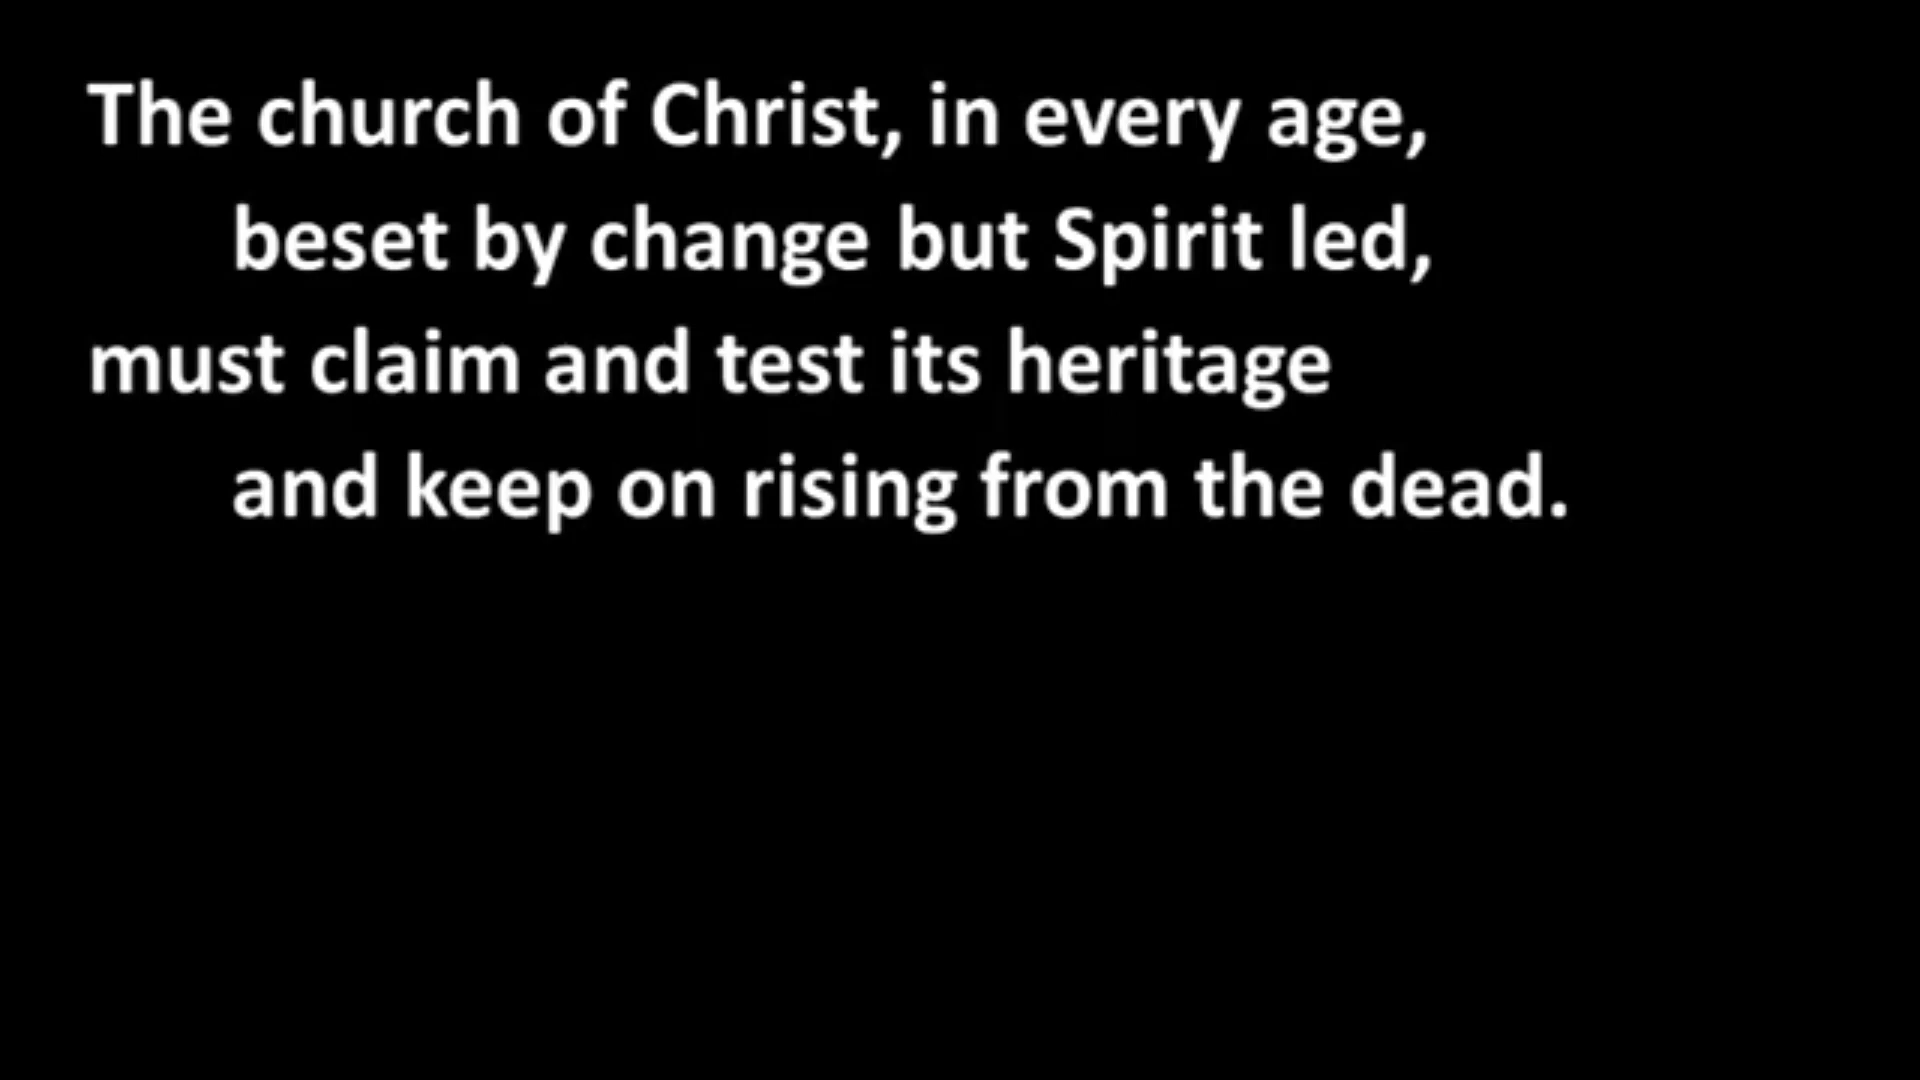 The church of Christ, in every age,
beset by change but Spirit led,
must claim and test its heritage
and keep on rising from the dead.